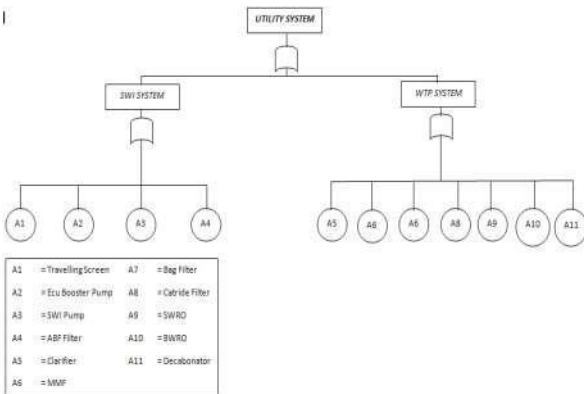 UTILITY SYSTEM
SWI SYSTEM
WTP SYSTEM
A1 A2 A3 A4 A5 A6 A6 A8 A9 A10 A11
A1 = Travelling Screen A7 = Bag Filter
A2 = Ecu Booster Pump A8 = Catride Filter
A3 = SWI Pump A9 = SWRO
A4 = ABF Filter A10 = BWRO
A5 = Clarifier A11 = Decabonator
A6 = MMF